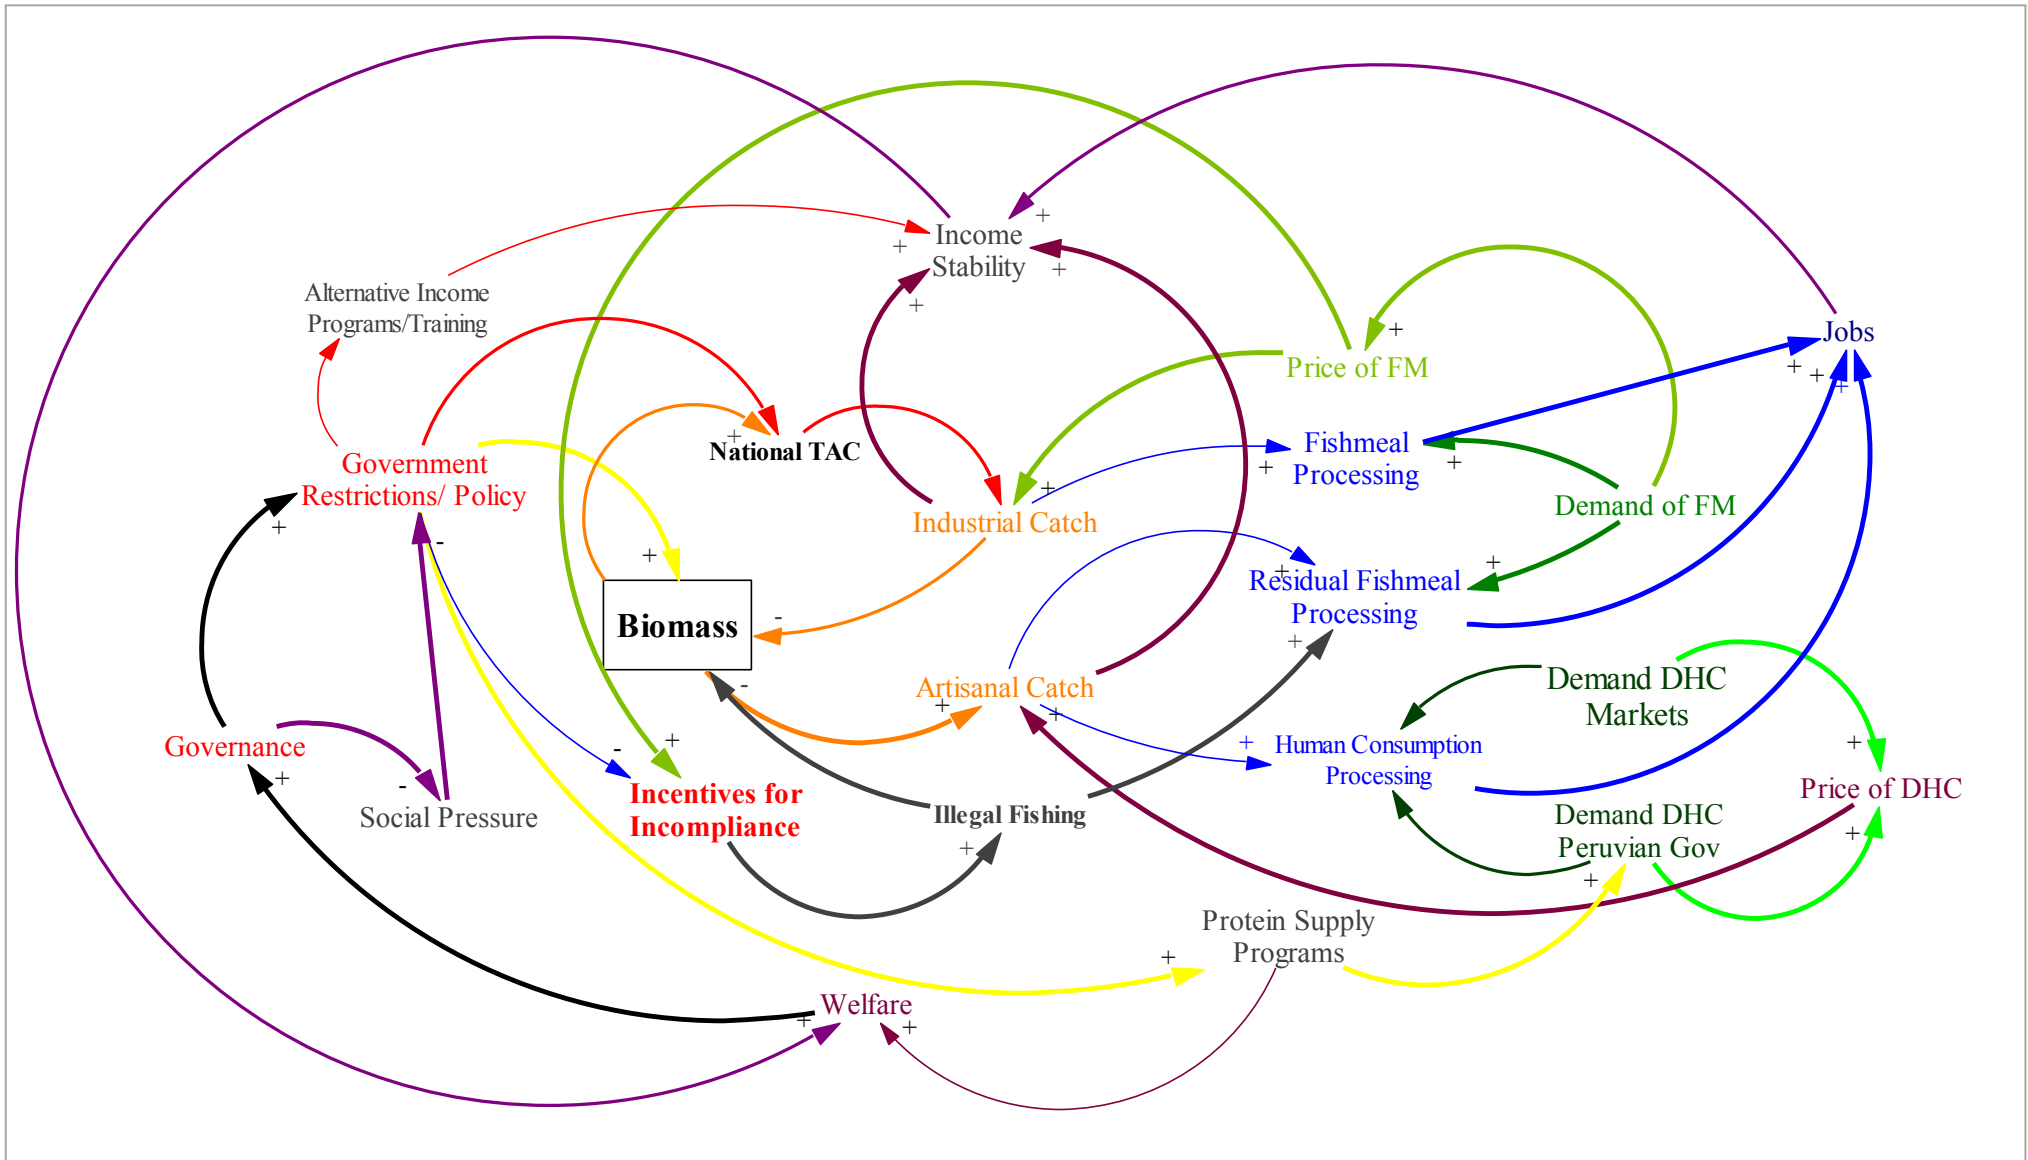 Income
Stability
Alternative Income
Programs/Training
Jobs
Price of FM
National TAC
Fishmeal
Processing
Government
Restrictions/ Policy
Demand of FM
Industrial Catch
Residual Fishmeal
Processing
Biomass
Artisanal Catch
Demand DHC
Markets
Governance
Human Consumption
Processing
Price of DHC
Incentives for
Incompliance
Social Pressure
Illegal Fishing
Demand DHC
Peruvian Gov
Protein Supply
Programs
Welfare